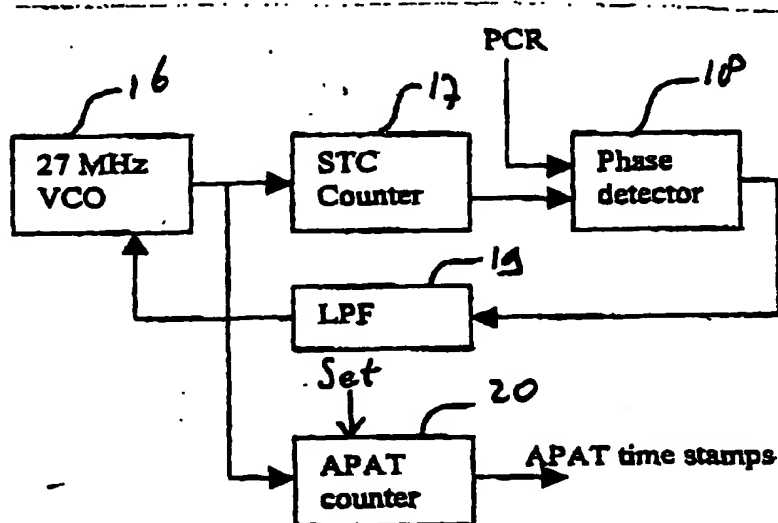 PCR
16
17
18
27 MHz
VCO
STC
Counter
Phase
detector
19
LPF
Set
20
APAT
counter
APAT time stamps